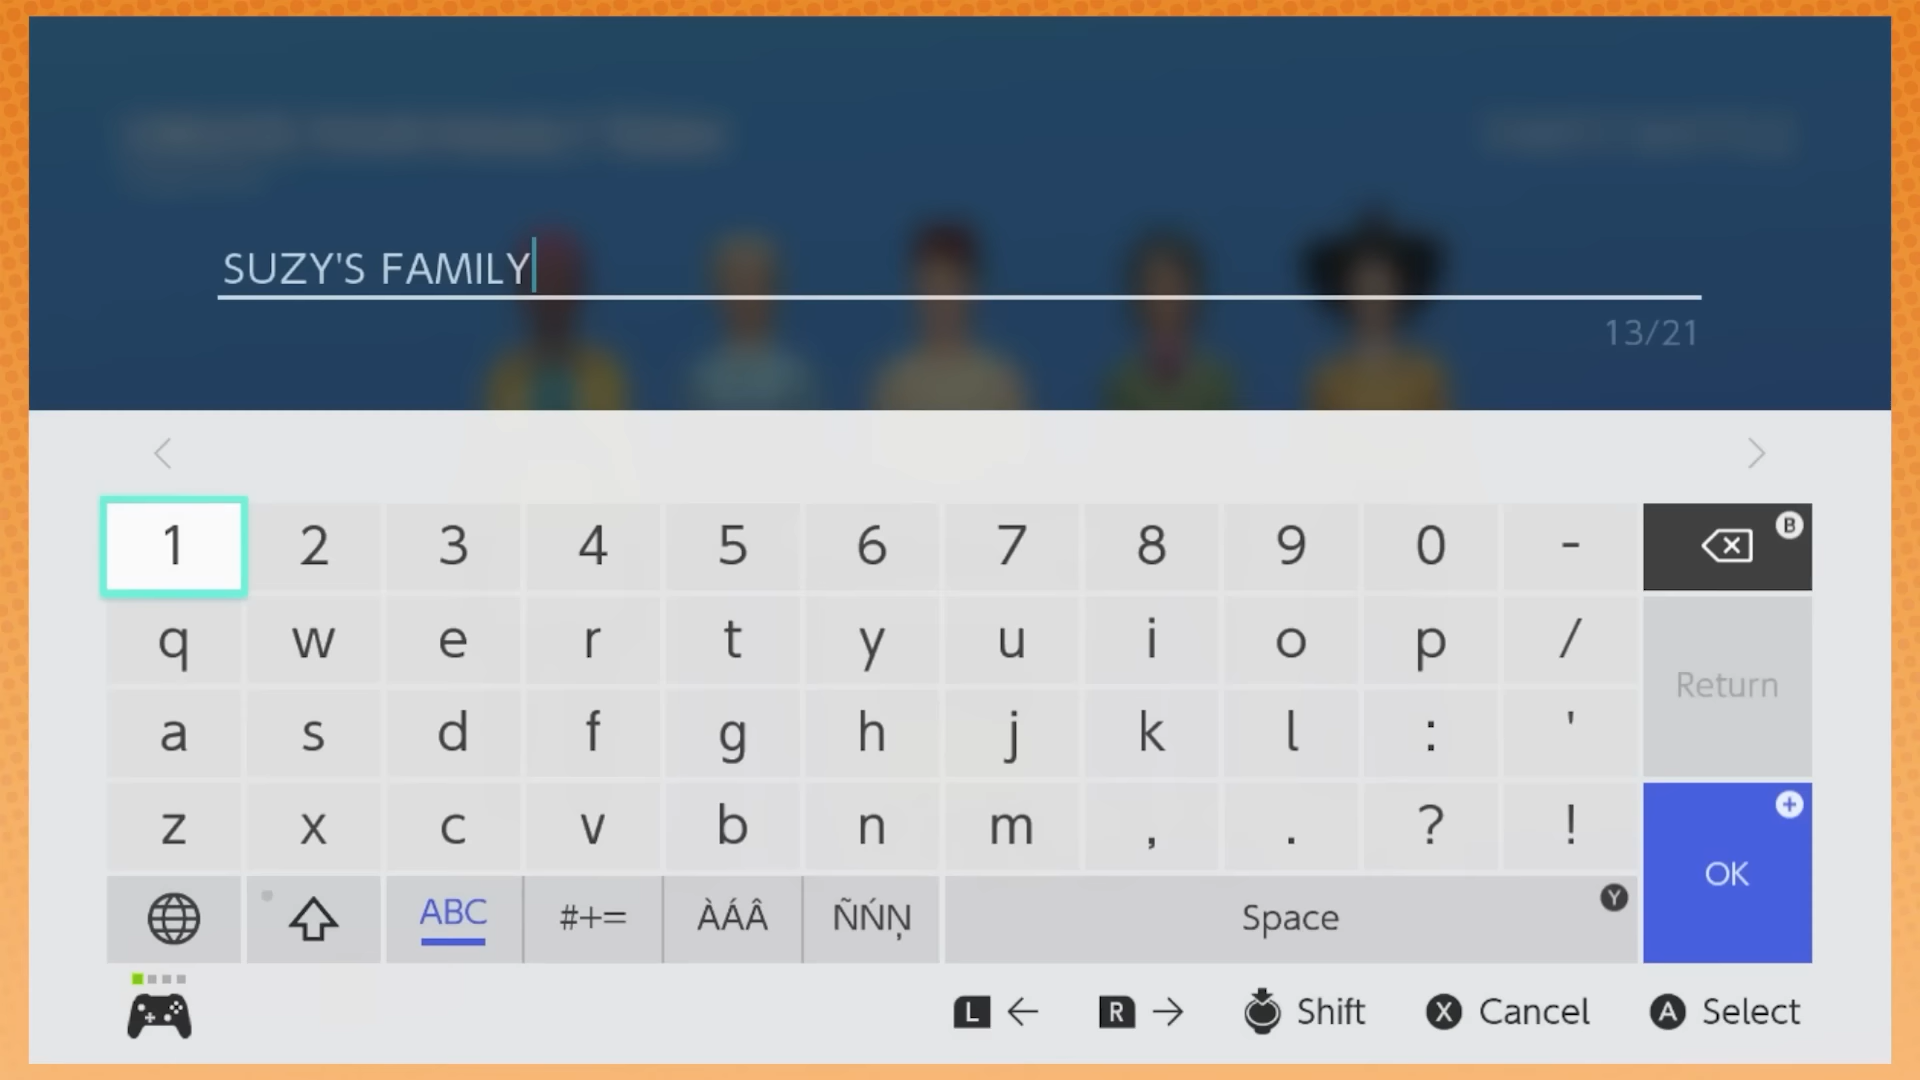 SUZY'S FAMILY
13/21
1 2 3 4 5 6 7 8 9 0 - B
q w e r t y u i o p /
Return
a s d f g h j k l : '
z x c v b n m , . ? !
OK
ABC #+= ÀÁÂ ÑŃŅ Space Y
L ← R → Shift X Cancel A Select